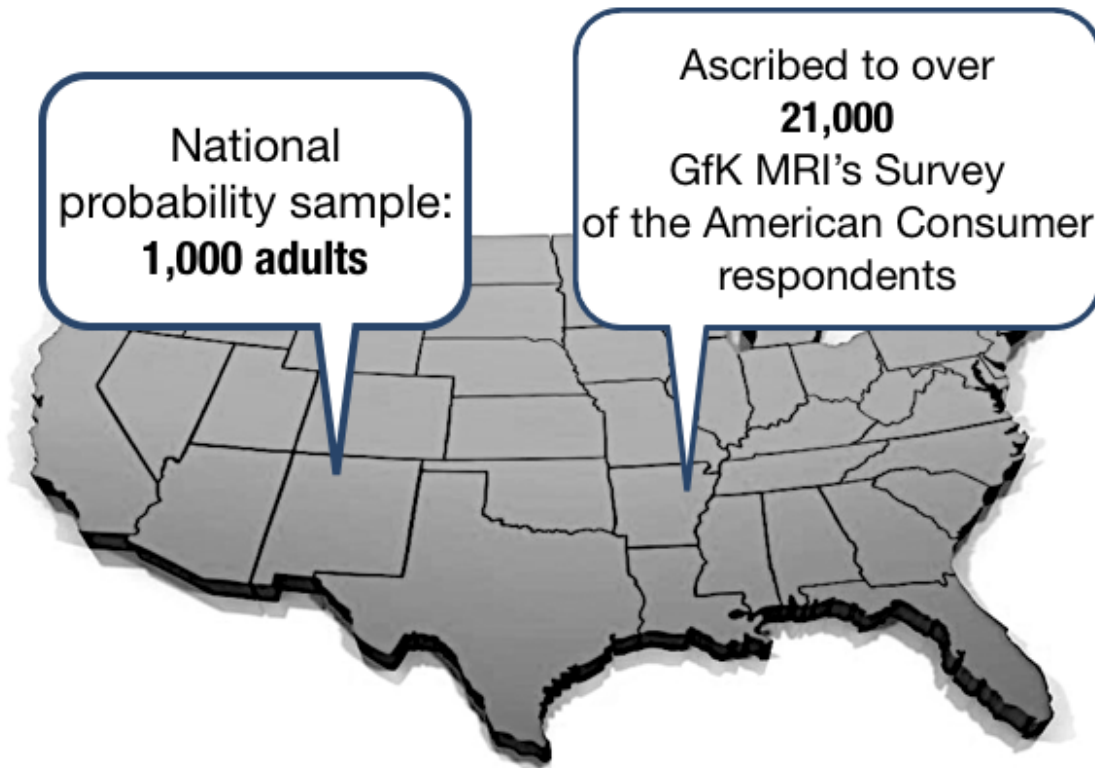 National
probability sample:
1,000 adults
Ascribed to over
21,000
GfK MRI's Survey
of the American Consumer
respondents